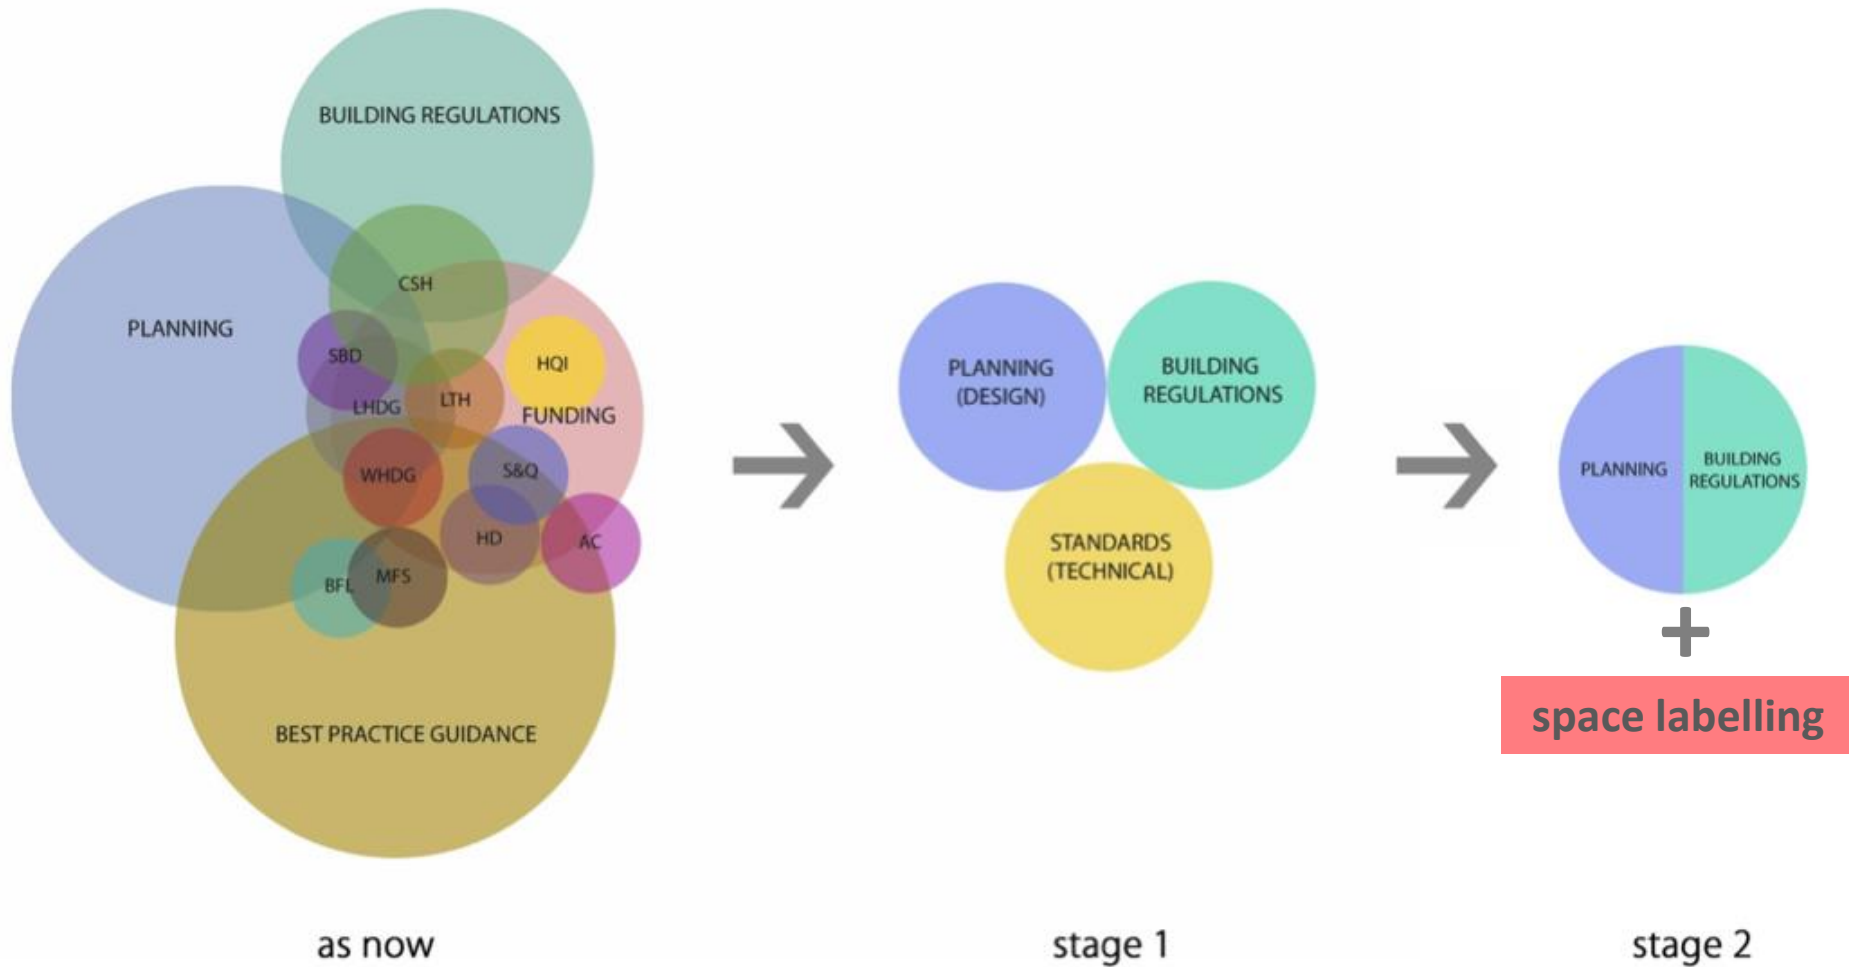 BUILDING REGULATIONS
PLANNING
CSH
SBD
HQI
LHDG
LTH
FUNDING
WHDG
S&Q
HD
AC
BFL
MFS
BEST PRACTICE GUIDANCE
as now
PLANNING
(DESIGN)
BUILDING
REGULATIONS
STANDARDS
(TECHNICAL)
stage 1
PLANNING
BUILDING
REGULATIONS
+
space labelling
stage 2